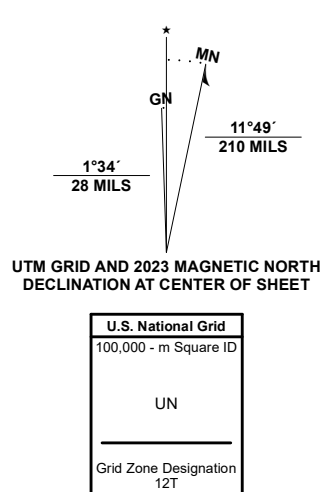 ★
MN
GN
11°49´
210 MILS
1°34´
28 MILS
UTM GRID AND 2023 MAGNETIC NORTH
DECLINATION AT CENTER OF SHEET
U.S. National Grid
100,000 - m Square ID
UN
Grid Zone Designation
12T